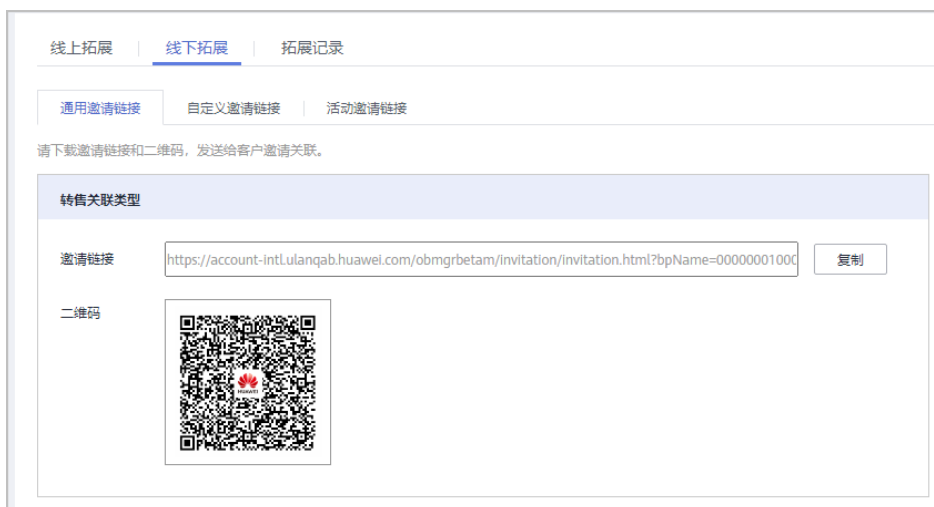 线上拓展 线下拓展 拓展记录
通用邀请链接 自定义邀请链接 活动邀请链接
请下载邀请链接和二维码，发送给客户邀请关联。
转售关联类型
邀请链接 https://account-intl.ulanqab.huawei.com/obmgrbetam/invitation/invitation.html?bpName=00000001000 复制
二维码
HUAWEI